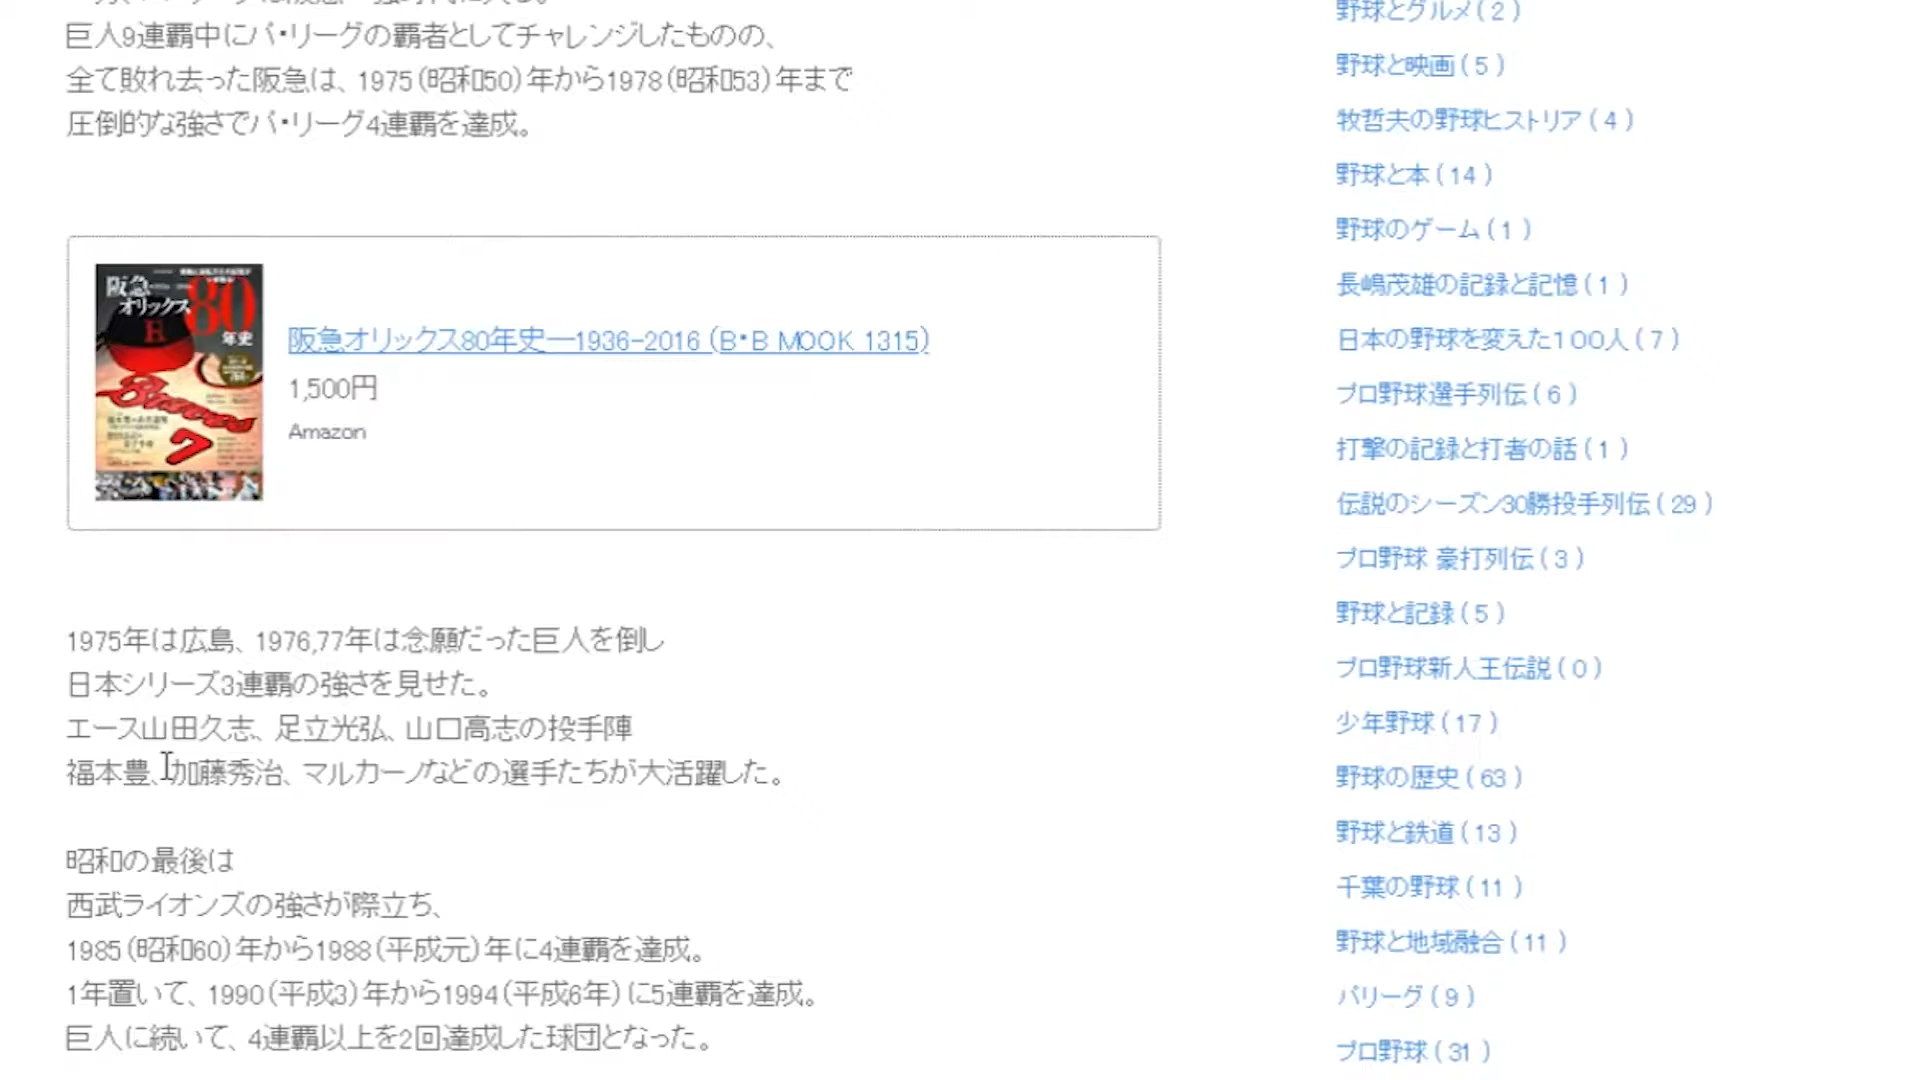 巨人9連覇中にパ・リーグの覇者としてチャレンジしたものの、
全て敗れ去った阪急は、1975(昭和50)年から1978(昭和53)年まで
圧倒的な強さでパ・リーグ4連覇を達成。
阪急
オリックス
80
年史
H
Braves
7
阪急オリックス80年史―1936-2016 (B・B MOOK 1315)
1,500円
Amazon
1975年は広島、1976,77年は念願だった巨人を倒し
日本シリーズ3連覇の強さを見せた。
エース山田久志、足立光弘、山口高志の投手陣
福本豊、加藤秀治、マルカーノなどの選手たちが大活躍した。
昭和の最後は
西武ライオンズの強さが際立ち、
1985(昭和60)年から1988(平成元)年に4連覇を達成。
1年置いて、1990(平成3)年から1994(平成6年)に5連覇を達成。
巨人に続いて、4連覇以上を2回達成した球団となった。
野球とグルメ ( 2 )
野球と映画 ( 5 )
牧哲夫の野球ヒストリア ( 4 )
野球と本 ( 14 )
野球のゲーム ( 1 )
長嶋茂雄の記録と記憶 ( 1 )
日本の野球を変えた１００人 ( 7 )
プロ野球選手列伝 ( 6 )
打撃の記録と打者の話 ( 1 )
伝説のシーズン30勝投手列伝 ( 29 )
プロ野球 豪打列伝 ( 3 )
野球と記録 ( 5 )
プロ野球新人王伝説 ( 0 )
少年野球 ( 17 )
野球の歴史 ( 63 )
野球と鉄道 ( 13 )
千葉の野球 ( 11 )
野球と地域融合 ( 11 )
パリーグ ( 9 )
プロ野球 ( 31 )